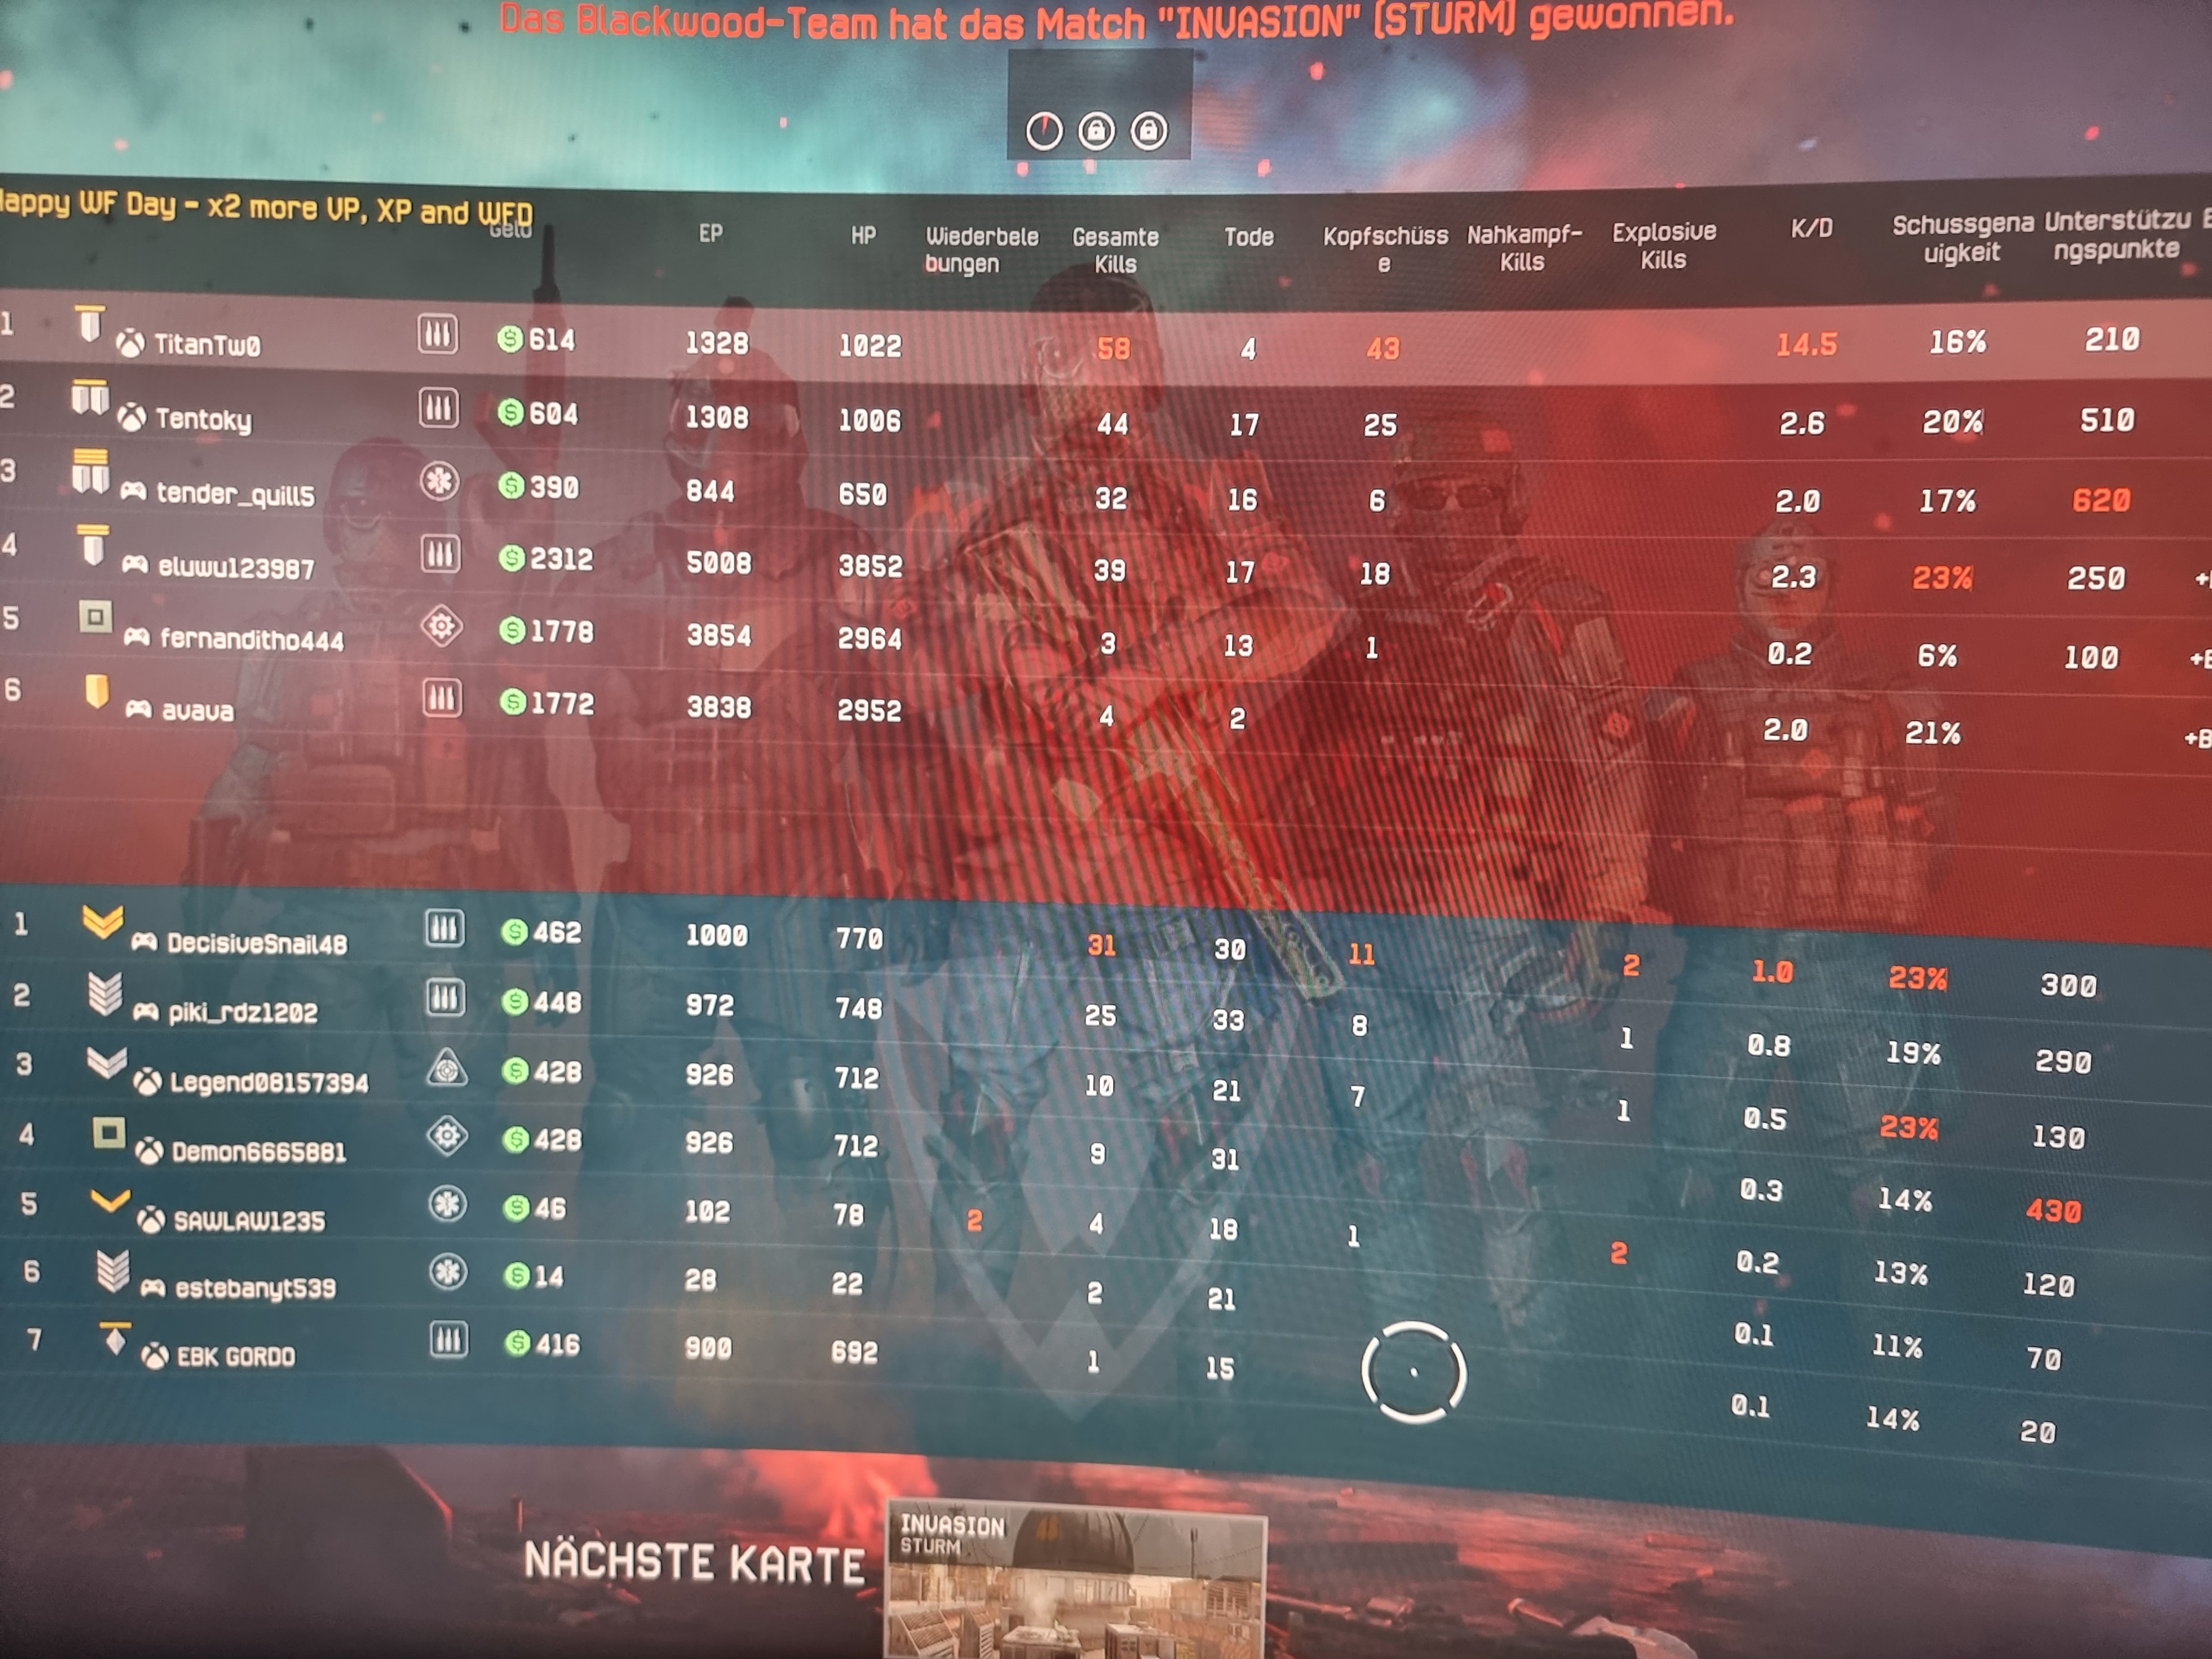 Das Blackwood-Team hat das Match "INVASION" (STURM) gewonnen.
Happy WF Day - x2 more VP, XP and WFD
Geld EP HP Wiederbelebungen Gesamte Kills Tode Kopfschüsse Nahkampf-Kills Explosive Kills K/D Schussgenauigkeit Unterstützungspunkte
1 TitanTw0 614 1328 1022 58 4 43 14.5 16% 210
2 Tentoky 604 1308 1006 44 17 25 2.6 20% 510
3 tender_quill5 390 844 650 32 16 6 2.0 17% 620
4 eluwu123987 2312 5008 3852 39 17 18 2.3 23% 250
5 fernanditho444 1778 3854 2964 3 13 1 0.2 6% 100
6 avava 1772 3838 2952 4 2 2.0 21%
1 DecisiveSnail48 462 1000 770 31 30 11 2 1.0 23% 300
2 piki_rdz1202 448 972 748 25 33 8 1 0.8 19% 290
3 Legend08157394 428 926 712 10 21 7 1 0.5 23% 130
4 Demon6665881 428 926 712 9 31 0.3 14% 430
5 SAWLAW1235 46 102 78 2 4 18 1 2 0.2 13% 120
6 estebanyt539 14 28 22 2 21 0.1 11% 70
7 EBK GORDO 416 900 692 1 15 0.1 14% 20
NÄCHSTE KARTE
INVASION
STURM